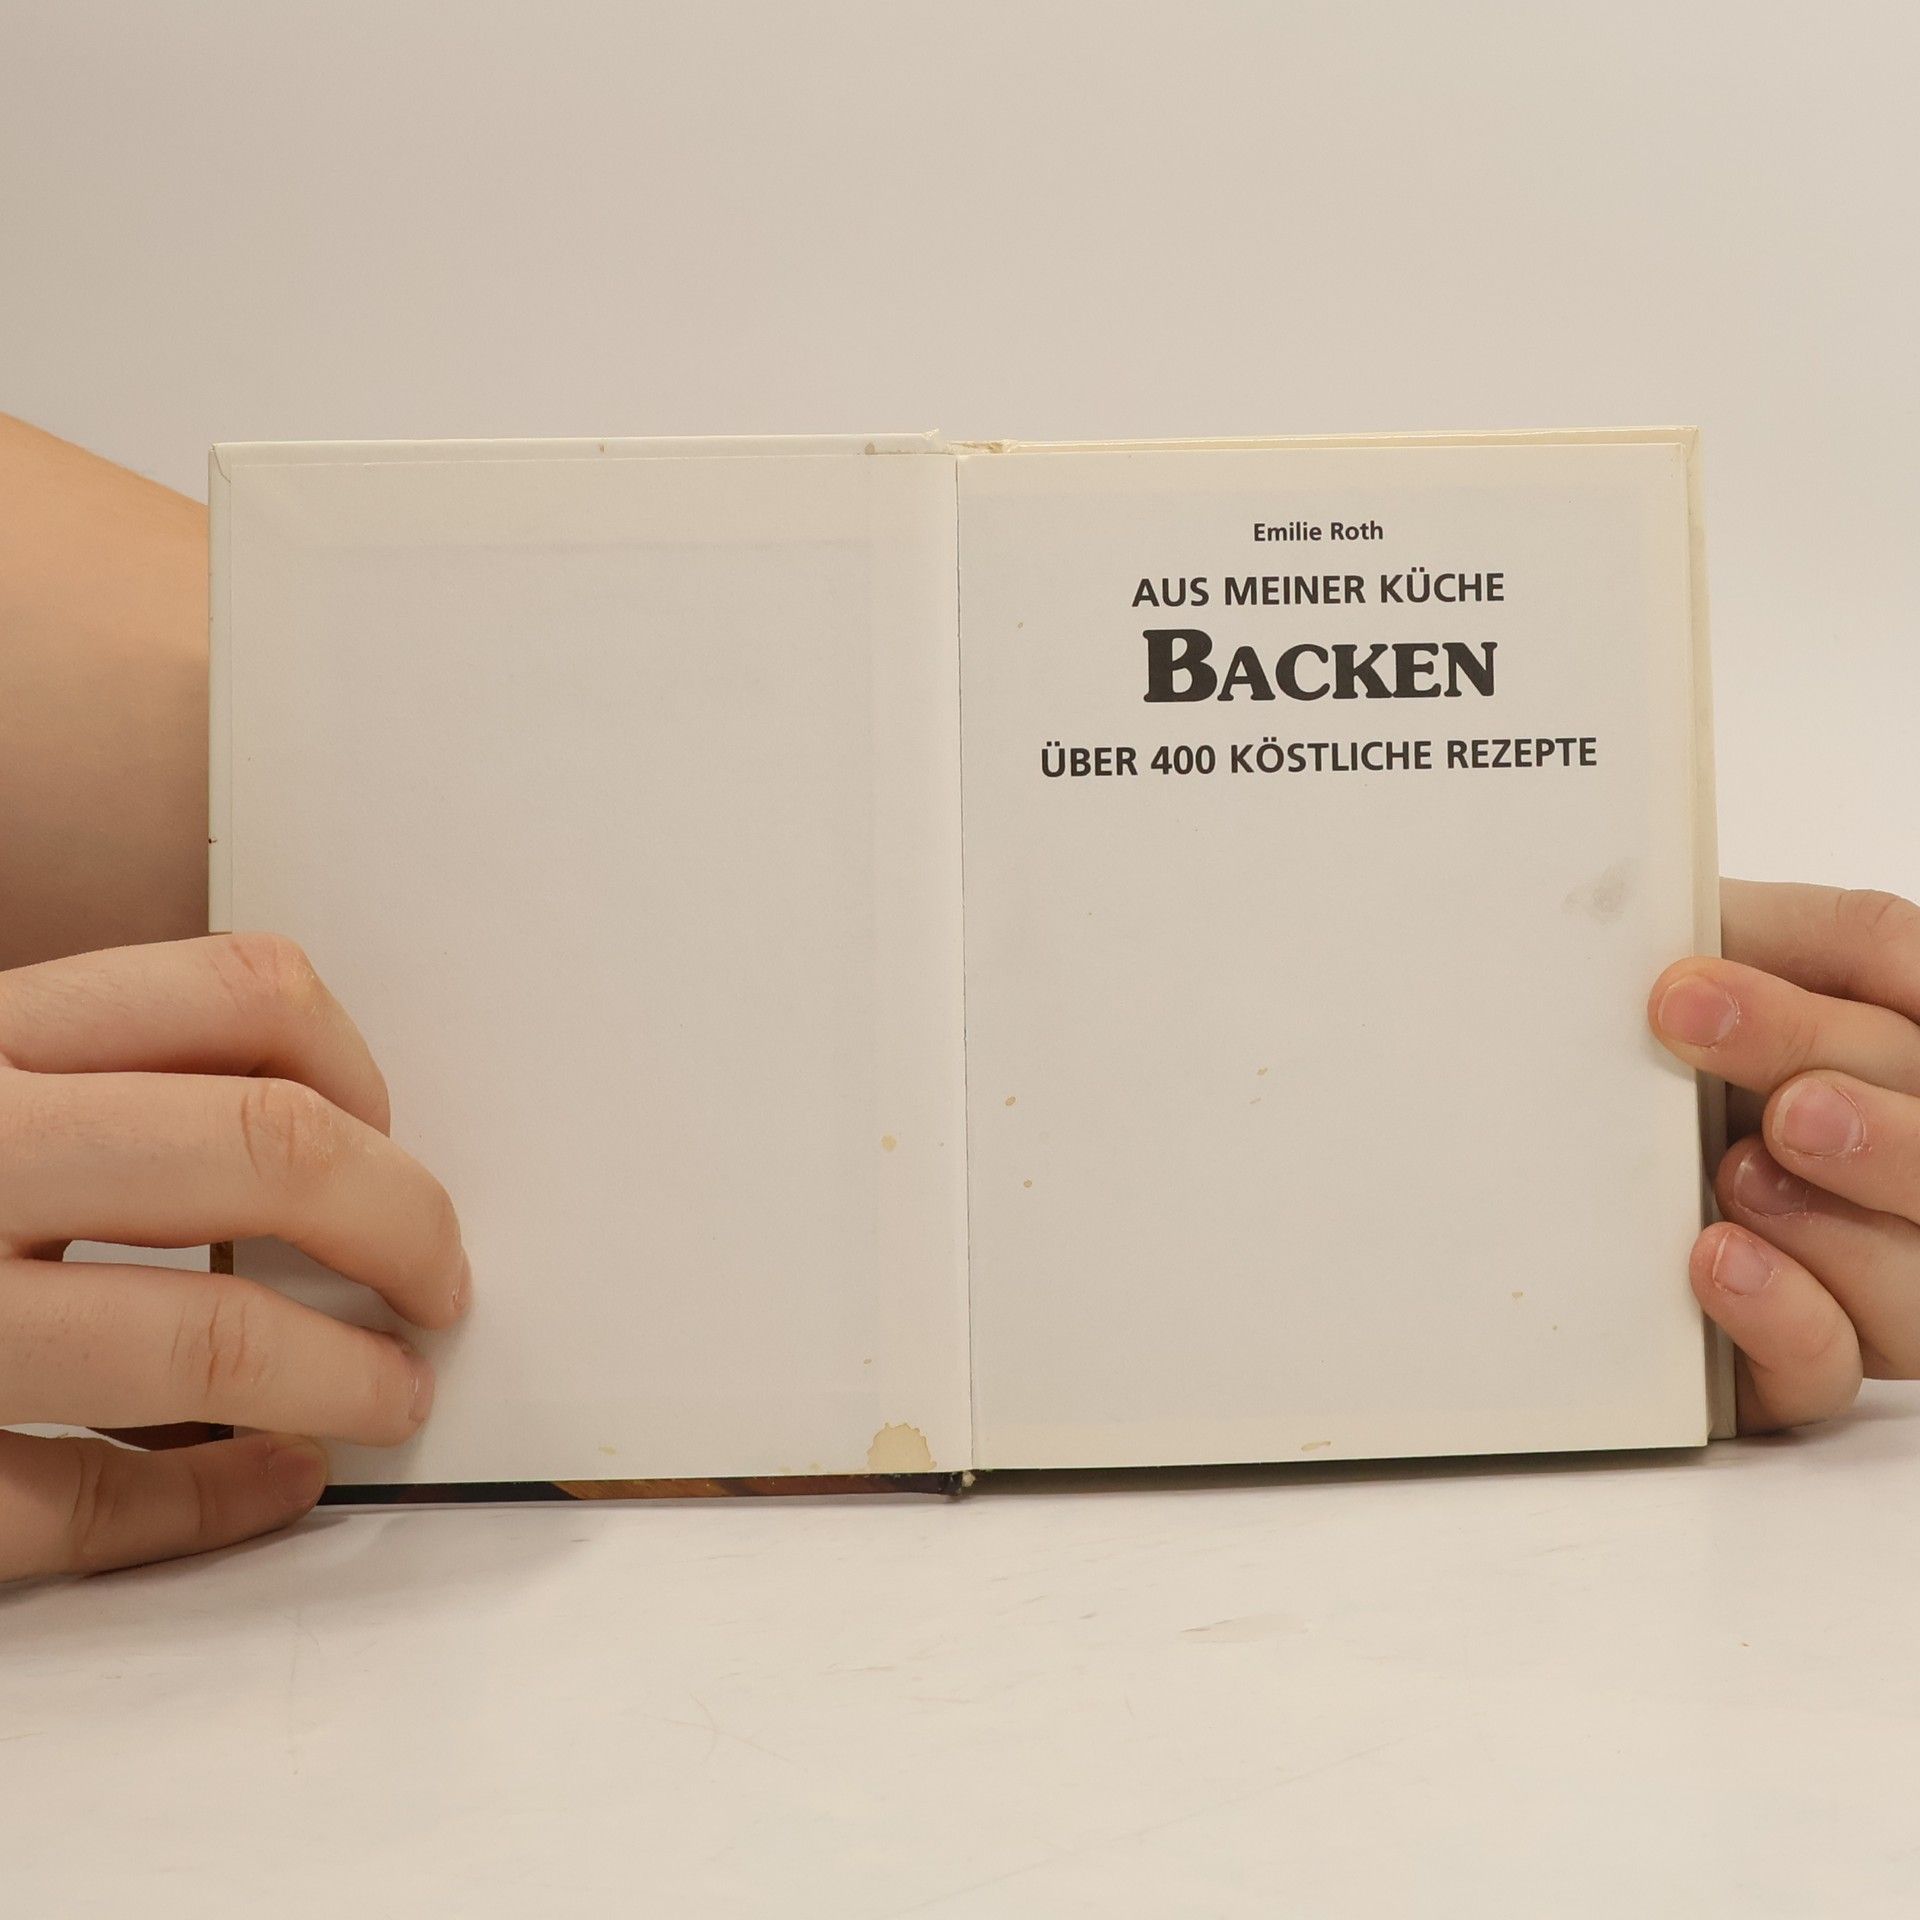 Emilie Roth
AUS MEINER KÜCHE
BACKEN
ÜBER 400 KÖSTLICHE REZEPTE